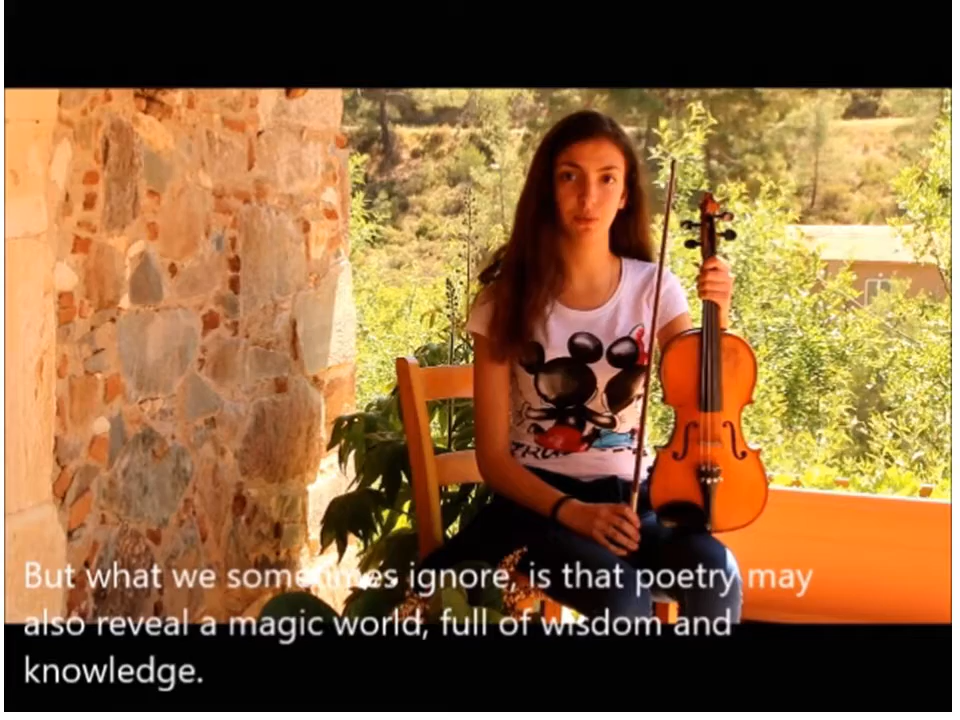 But what we sometimes ignore, is that poetry may
also reveal a magic world, full of wisdom and
knowledge.